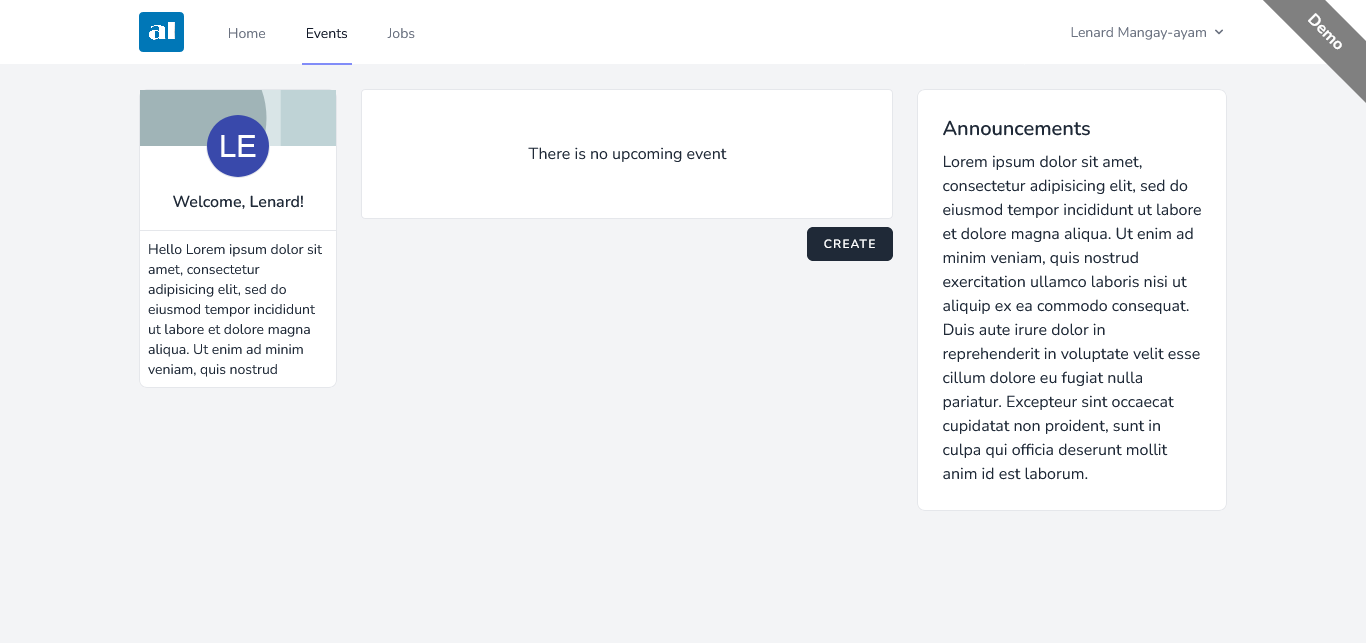 al
Home
Events
Jobs
Lenard Mangay-ayam
Demo
LE
Welcome, Lenard!
Hello Lorem ipsum dolor sit
amet, consectetur
adipisicing elit, sed do
eiusmod tempor incididunt
ut labore et dolore magna
aliqua. Ut enim ad minim
veniam, quis nostrud
There is no upcoming event
CREATE
Announcements
Lorem ipsum dolor sit amet,
consectetur adipisicing elit, sed do
eiusmod tempor incididunt ut labore
et dolore magna aliqua. Ut enim ad
minim veniam, quis nostrud
exercitation ullamco laboris nisi ut
aliquip ex ea commodo consequat.
Duis aute irure dolor in
reprehenderit in voluptate velit esse
cillum dolore eu fugiat nulla
pariatur. Excepteur sint occaecat
cupidatat non proident, sunt in
culpa qui officia deserunt mollit
anim id est laborum.